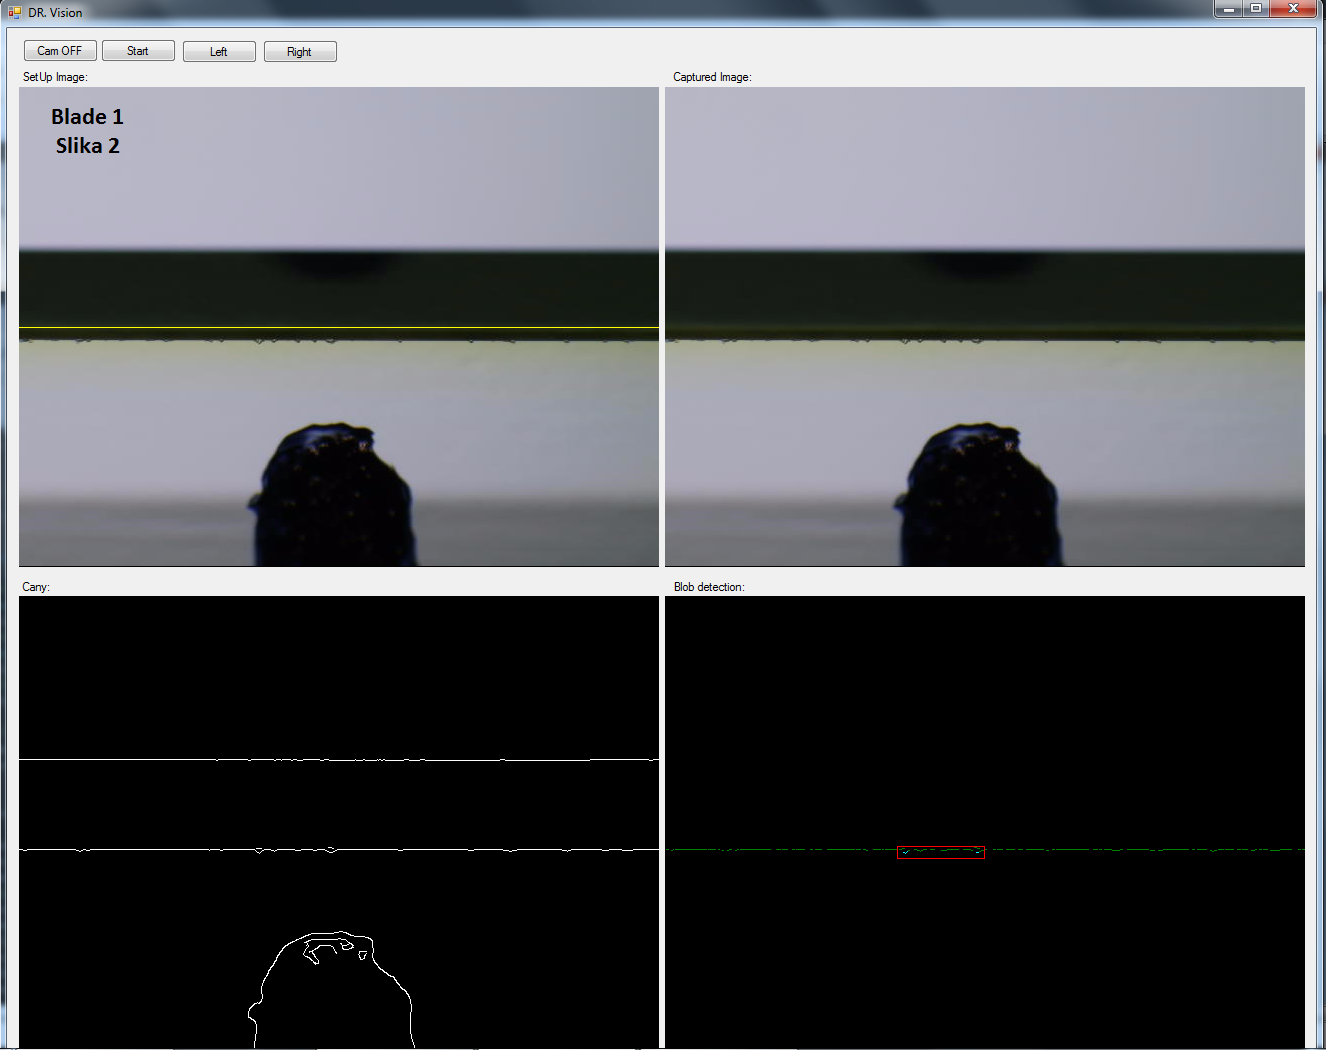 DR. Vision
Cam OFF Start Left Right
SetUp Image:
Captured Image:
Blade 1
Slika 2
Cany:
Blob detection: